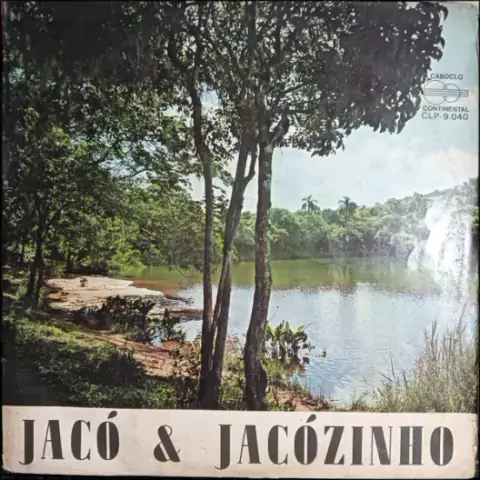 CABOCLO
CONTINENTAL
CLP-9.040
JACÓ & JACÓZINHO